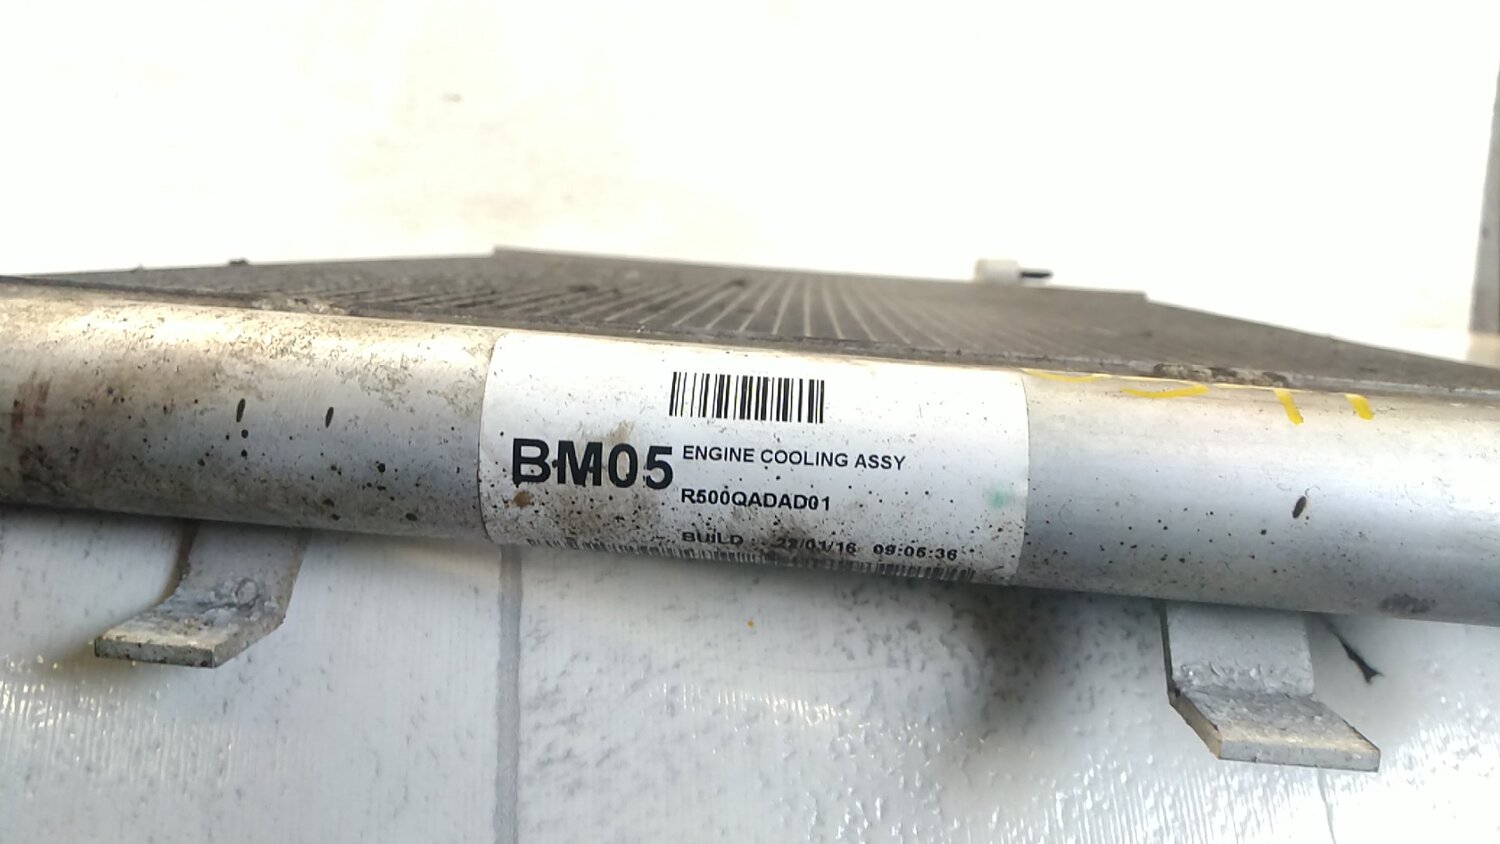 BM05 ENGINE COOLING ASSY
R500QADAD01
BUILD 22/01/16 09:05:36